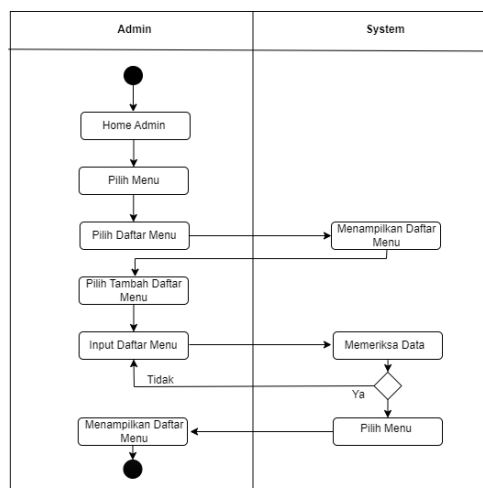 Admin
System
Home Admin
Pilih Menu
Pilih Daftar Menu
Menampilkan Daftar
Menu
Pilih Tambah Daftar
Menu
Input Daftar Menu
Memeriksa Data
Tidak
Ya
Menampilkan Daftar
Menu
Pilih Menu